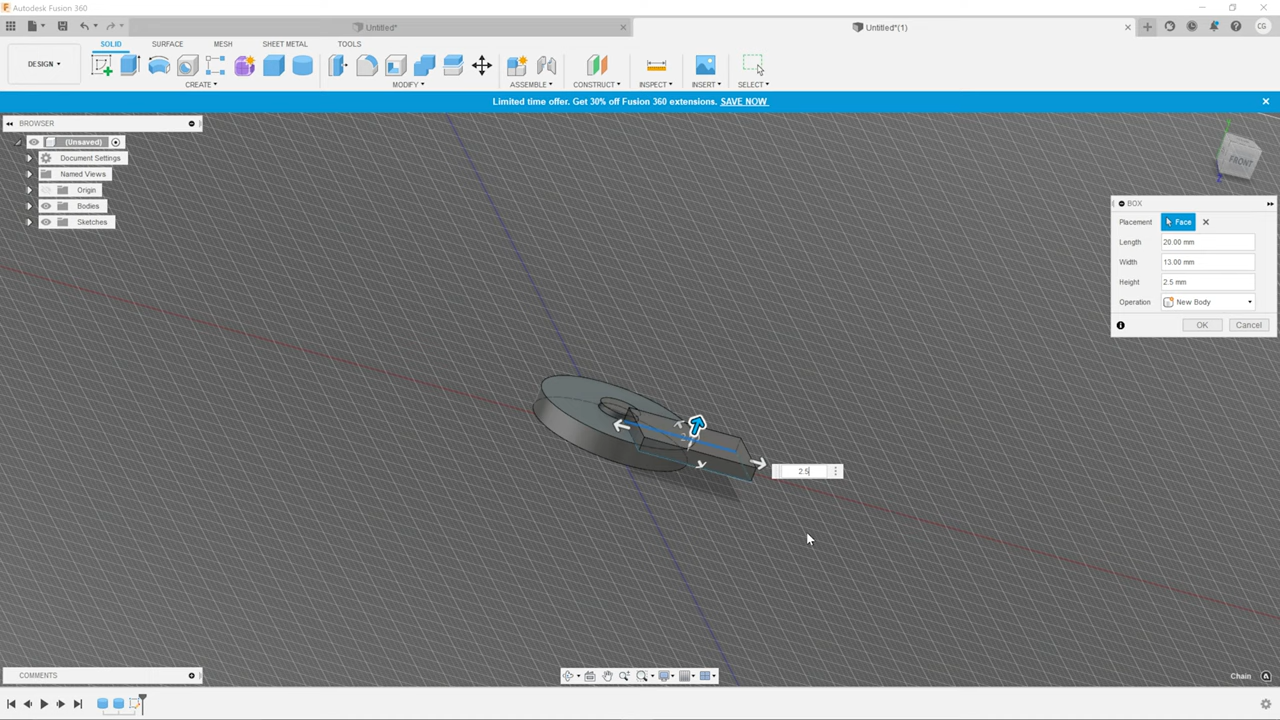 Autodesk Fusion 360
Untitled*
Untitled*(1)
CG
SOLID
SURFACE
MESH
SHEET METAL
TOOLS
DESIGN
CREATE
MODIFY
ASSEMBLE
CONSTRUCT
INSPECT
INSERT
SELECT
Limited time offer. Get 30% off Fusion 360 extensions. SAVE NOW
BROWSER
(Unsaved)
Document Settings
Named Views
Origin
Bodies
Sketches
FRONT
BOX
Placement Face
Length 20.00 mm
Width 13.00 mm
Height 2.5 mm
Operation New Body
OK Cancel
2.5
COMMENTS
Chain